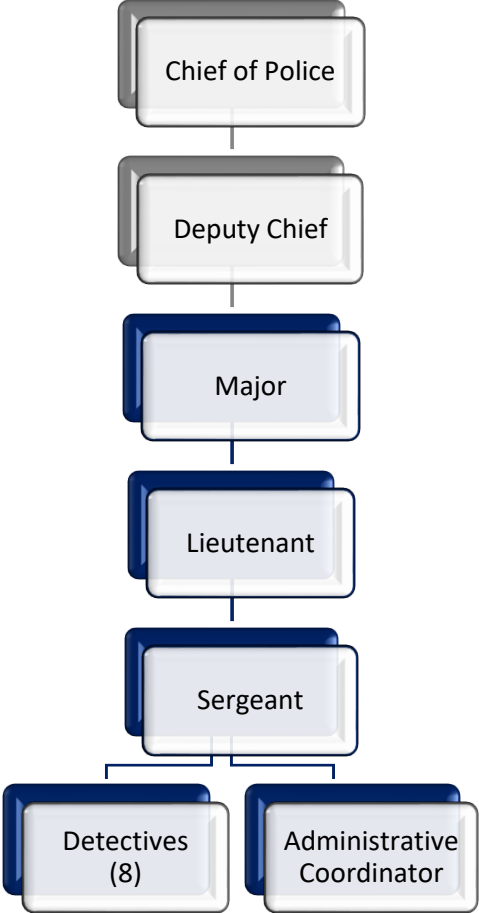 Chief of Police
Deputy Chief
Major
Lieutenant
Sergeant
Detectives
(8)
Administrative
Coordinator